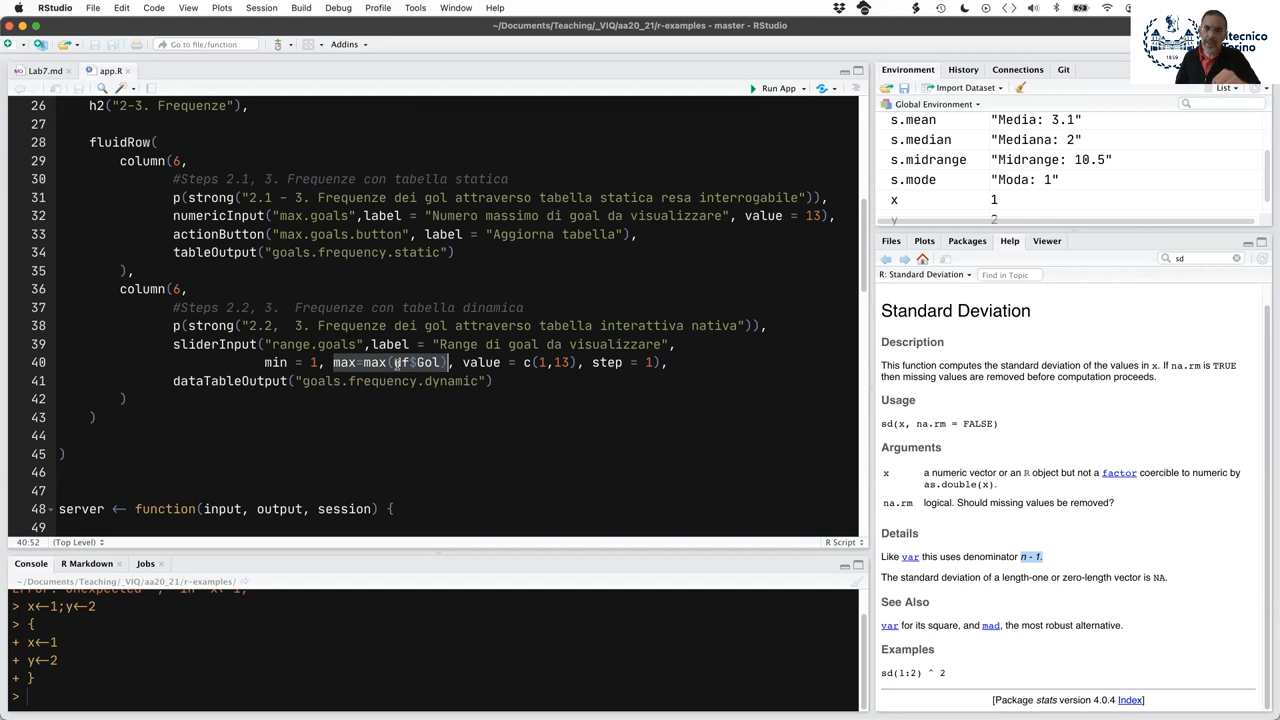 RStudio File Edit Code View Plots Session Build Debug Profile Tools Window Help
~/Documents/Teaching/_VIQ/aa20_21/r-examples - master - RStudio
Go to file/function Addins
Lab7.md app.R
Run App
26 h2("2-3. Frequenze"),
27
28 fluidRow(
29 column(6,
30 #Steps 2.1, 3. Frequenze con tabella statica
31 p(strong("2.1 - 3. Frequenze dei gol attraverso tabella statica resa interrogabile")),
32 numericInput("max.goals",label = "Numero massimo di goal da visualizzare", value = 13),
33 actionButton("max.goals.button", label = "Aggiorna tabella"),
34 tableOutput("goals.frequency.static")
35 ),
36 column(6,
37 #Steps 2.2, 3.  Frequenze con tabella dinamica
38 p(strong("2.2,  3. Frequenze dei gol attraverso tabella interattiva nativa")),
39 sliderInput("range.goals",label = "Range di goal da visualizzare",
40 min = 1, max=max(df$Gol), value = c(1,13), step = 1),
41 dataTableOutput("goals.frequency.dynamic")
42 )
43 )
44
45 )
46
47
48 server <- function(input, output, session) {
49
40:52 (Top Level) R Script
Console R Markdown Jobs
~/Documents/Teaching/_VIQ/aa20_21/r-examples/
> x<-1;y<-2
> {
+ x<-1
+ y<-2
+ }
>
Politecnico
Torino
1859
Environment History Connections Git
Import Dataset List
Global Environment
s.mean "Media: 3.1"
s.median "Mediana: 2"
s.midrange "Midrange: 10.5"
s.mode "Moda: 1"
x 1
y 2
Files Plots Packages Help Viewer
sd
R: Standard Deviation Find in Topic
Standard Deviation
Description
This function computes the standard deviation of the values in x. If na.rm is TRUE
then missing values are removed before computation proceeds.
Usage
sd(x, na.rm = FALSE)
Arguments
x a numeric vector or an R object but not a factor coercible to numeric by
as.double(x).
na.rm logical. Should missing values be removed?
Details
Like var this uses denominator n - 1.
The standard deviation of a length-one or zero-length vector is NA.
See Also
var for its square, and mad, the most robust alternative.
Examples
sd(1:2) ^ 2
[Package stats version 4.0.4 Index]